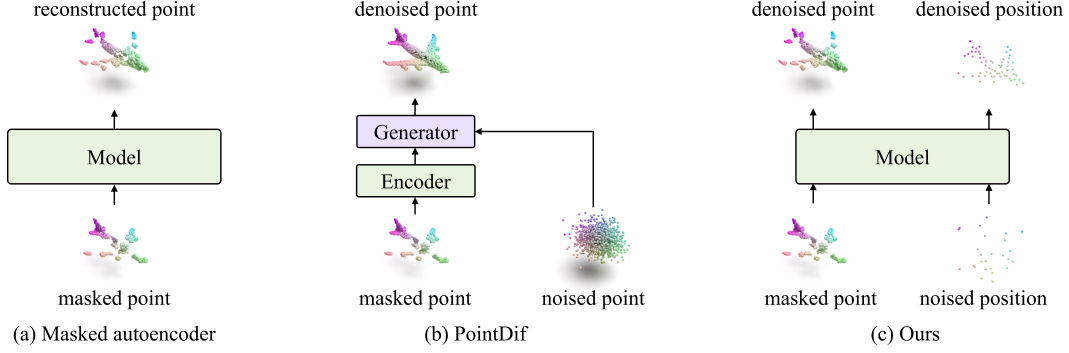 reconstructed point
Model
masked point
(a) Masked autoencoder
denoised point
Generator
Encoder
masked point
noised point
(b) PointDif
denoised point
denoised position
Model
masked point
noised position
(c) Ours